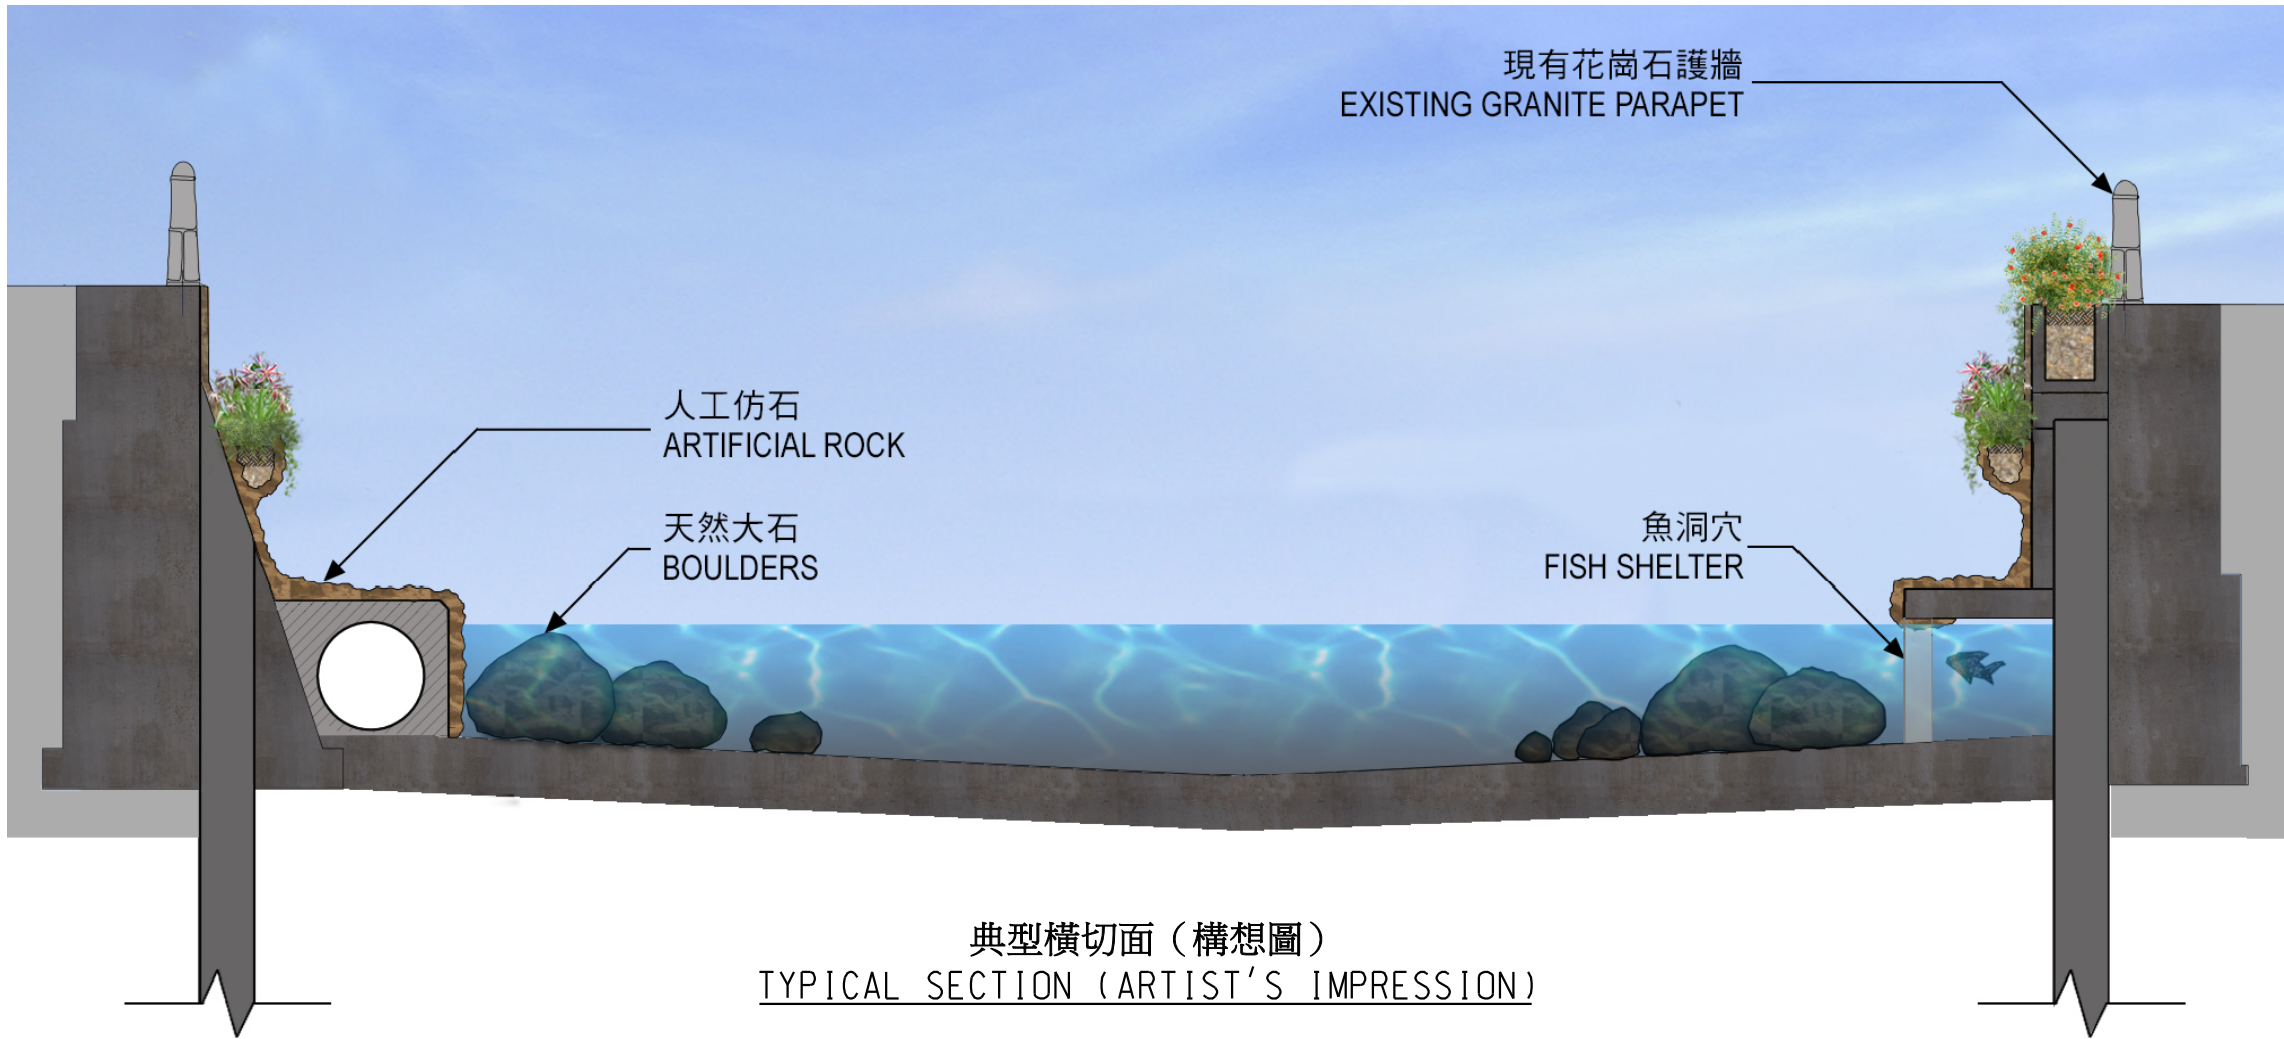 現有花崗石護牆
EXISTING GRANITE PARAPET
人工仿石
ARTIFICIAL ROCK
天然大石
BOULDERS
魚洞穴
FISH SHELTER
典型橫切面（構想圖）
TYPICAL SECTION (ARTIST'S IMPRESSION)